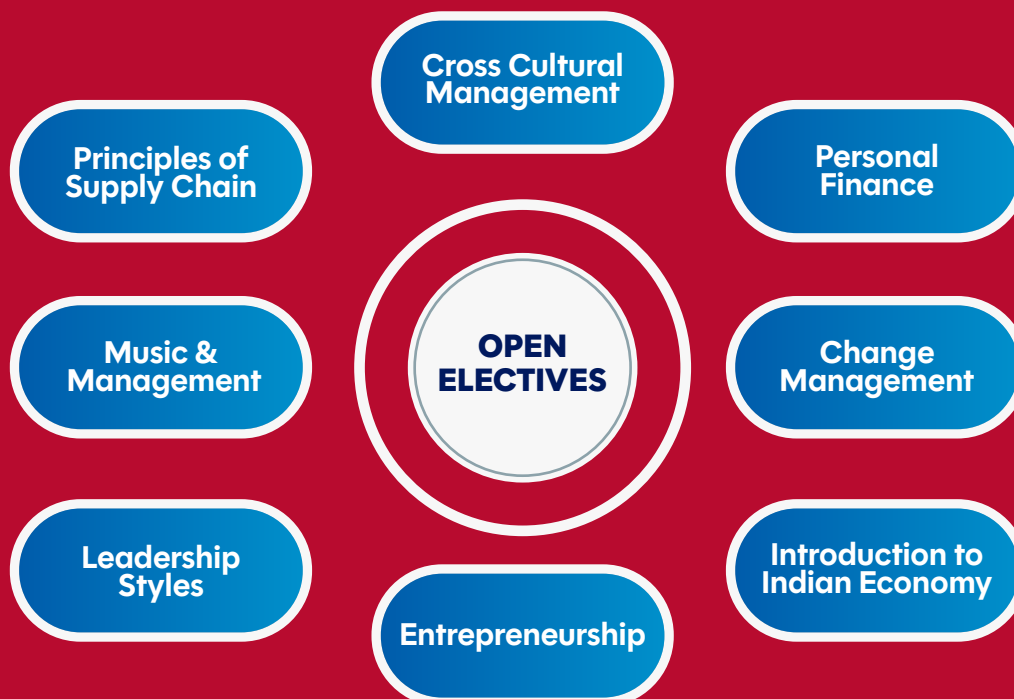 Cross Cultural
Management
Principles of
Supply Chain
Personal
Finance
OPEN
ELECTIVES
Music &
Management
Change
Management
Leadership
Styles
Introduction to
Indian Economy
Entrepreneurship